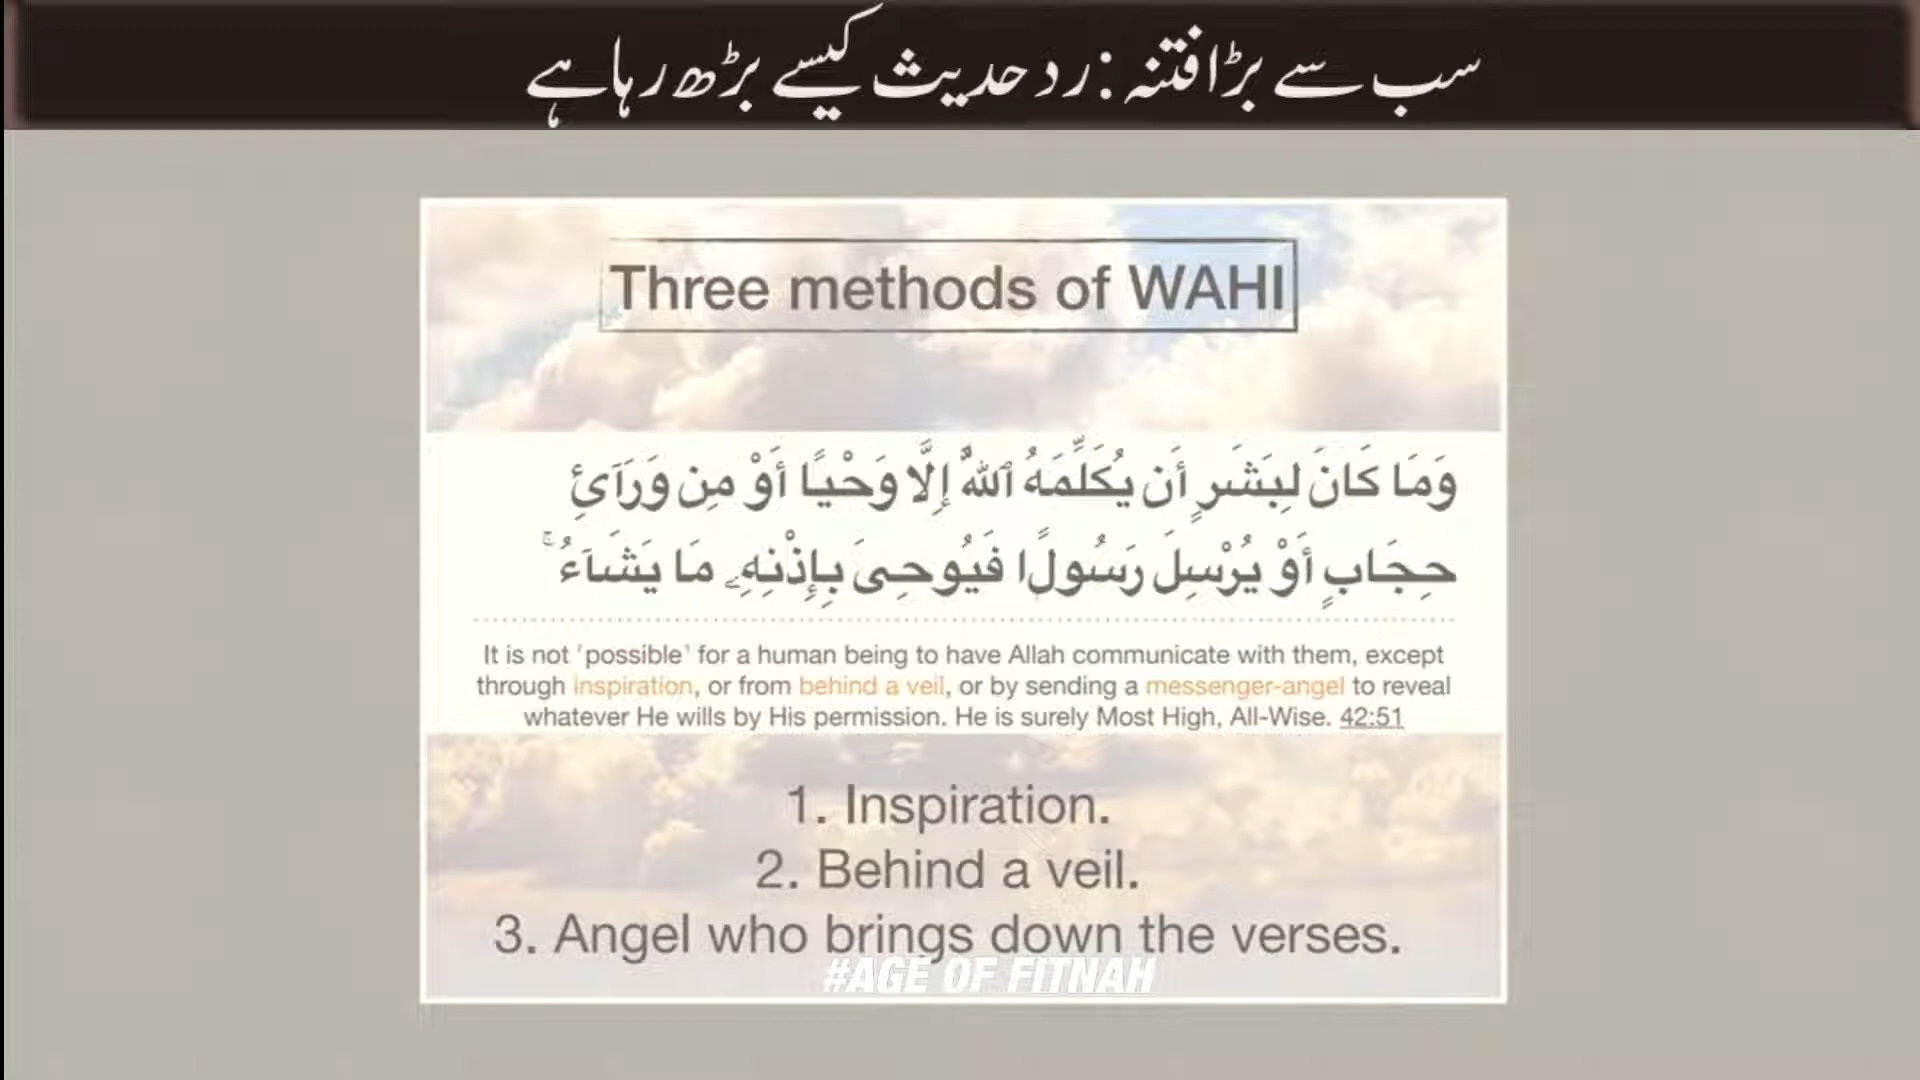 سب سے بڑا فتنہ : رد حدیث کیسے بڑھ رہا ہے
Three methods of WAHI
وَمَا كَانَ لِبَشَرٍ أَن يُكَلِّمَهُ ٱللَّهُ إِلَّا وَحْيًا أَوْ مِن وَرَآئِ
حِجَابٍ أَوْ يُرْسِلَ رَسُولًا فَيُوحِىَ بِإِذْنِهِۦ مَا يَشَآءُ ۚ
It is not ˹possible˺ for a human being to have Allah communicate with them, except
through inspiration, or from behind a veil, or by sending a messenger-angel to reveal
whatever He wills by His permission. He is surely Most High, All-Wise. 42:51
1. Inspiration.
2. Behind a veil.
3. Angel who brings down the verses.
#AGE OF FITNAH